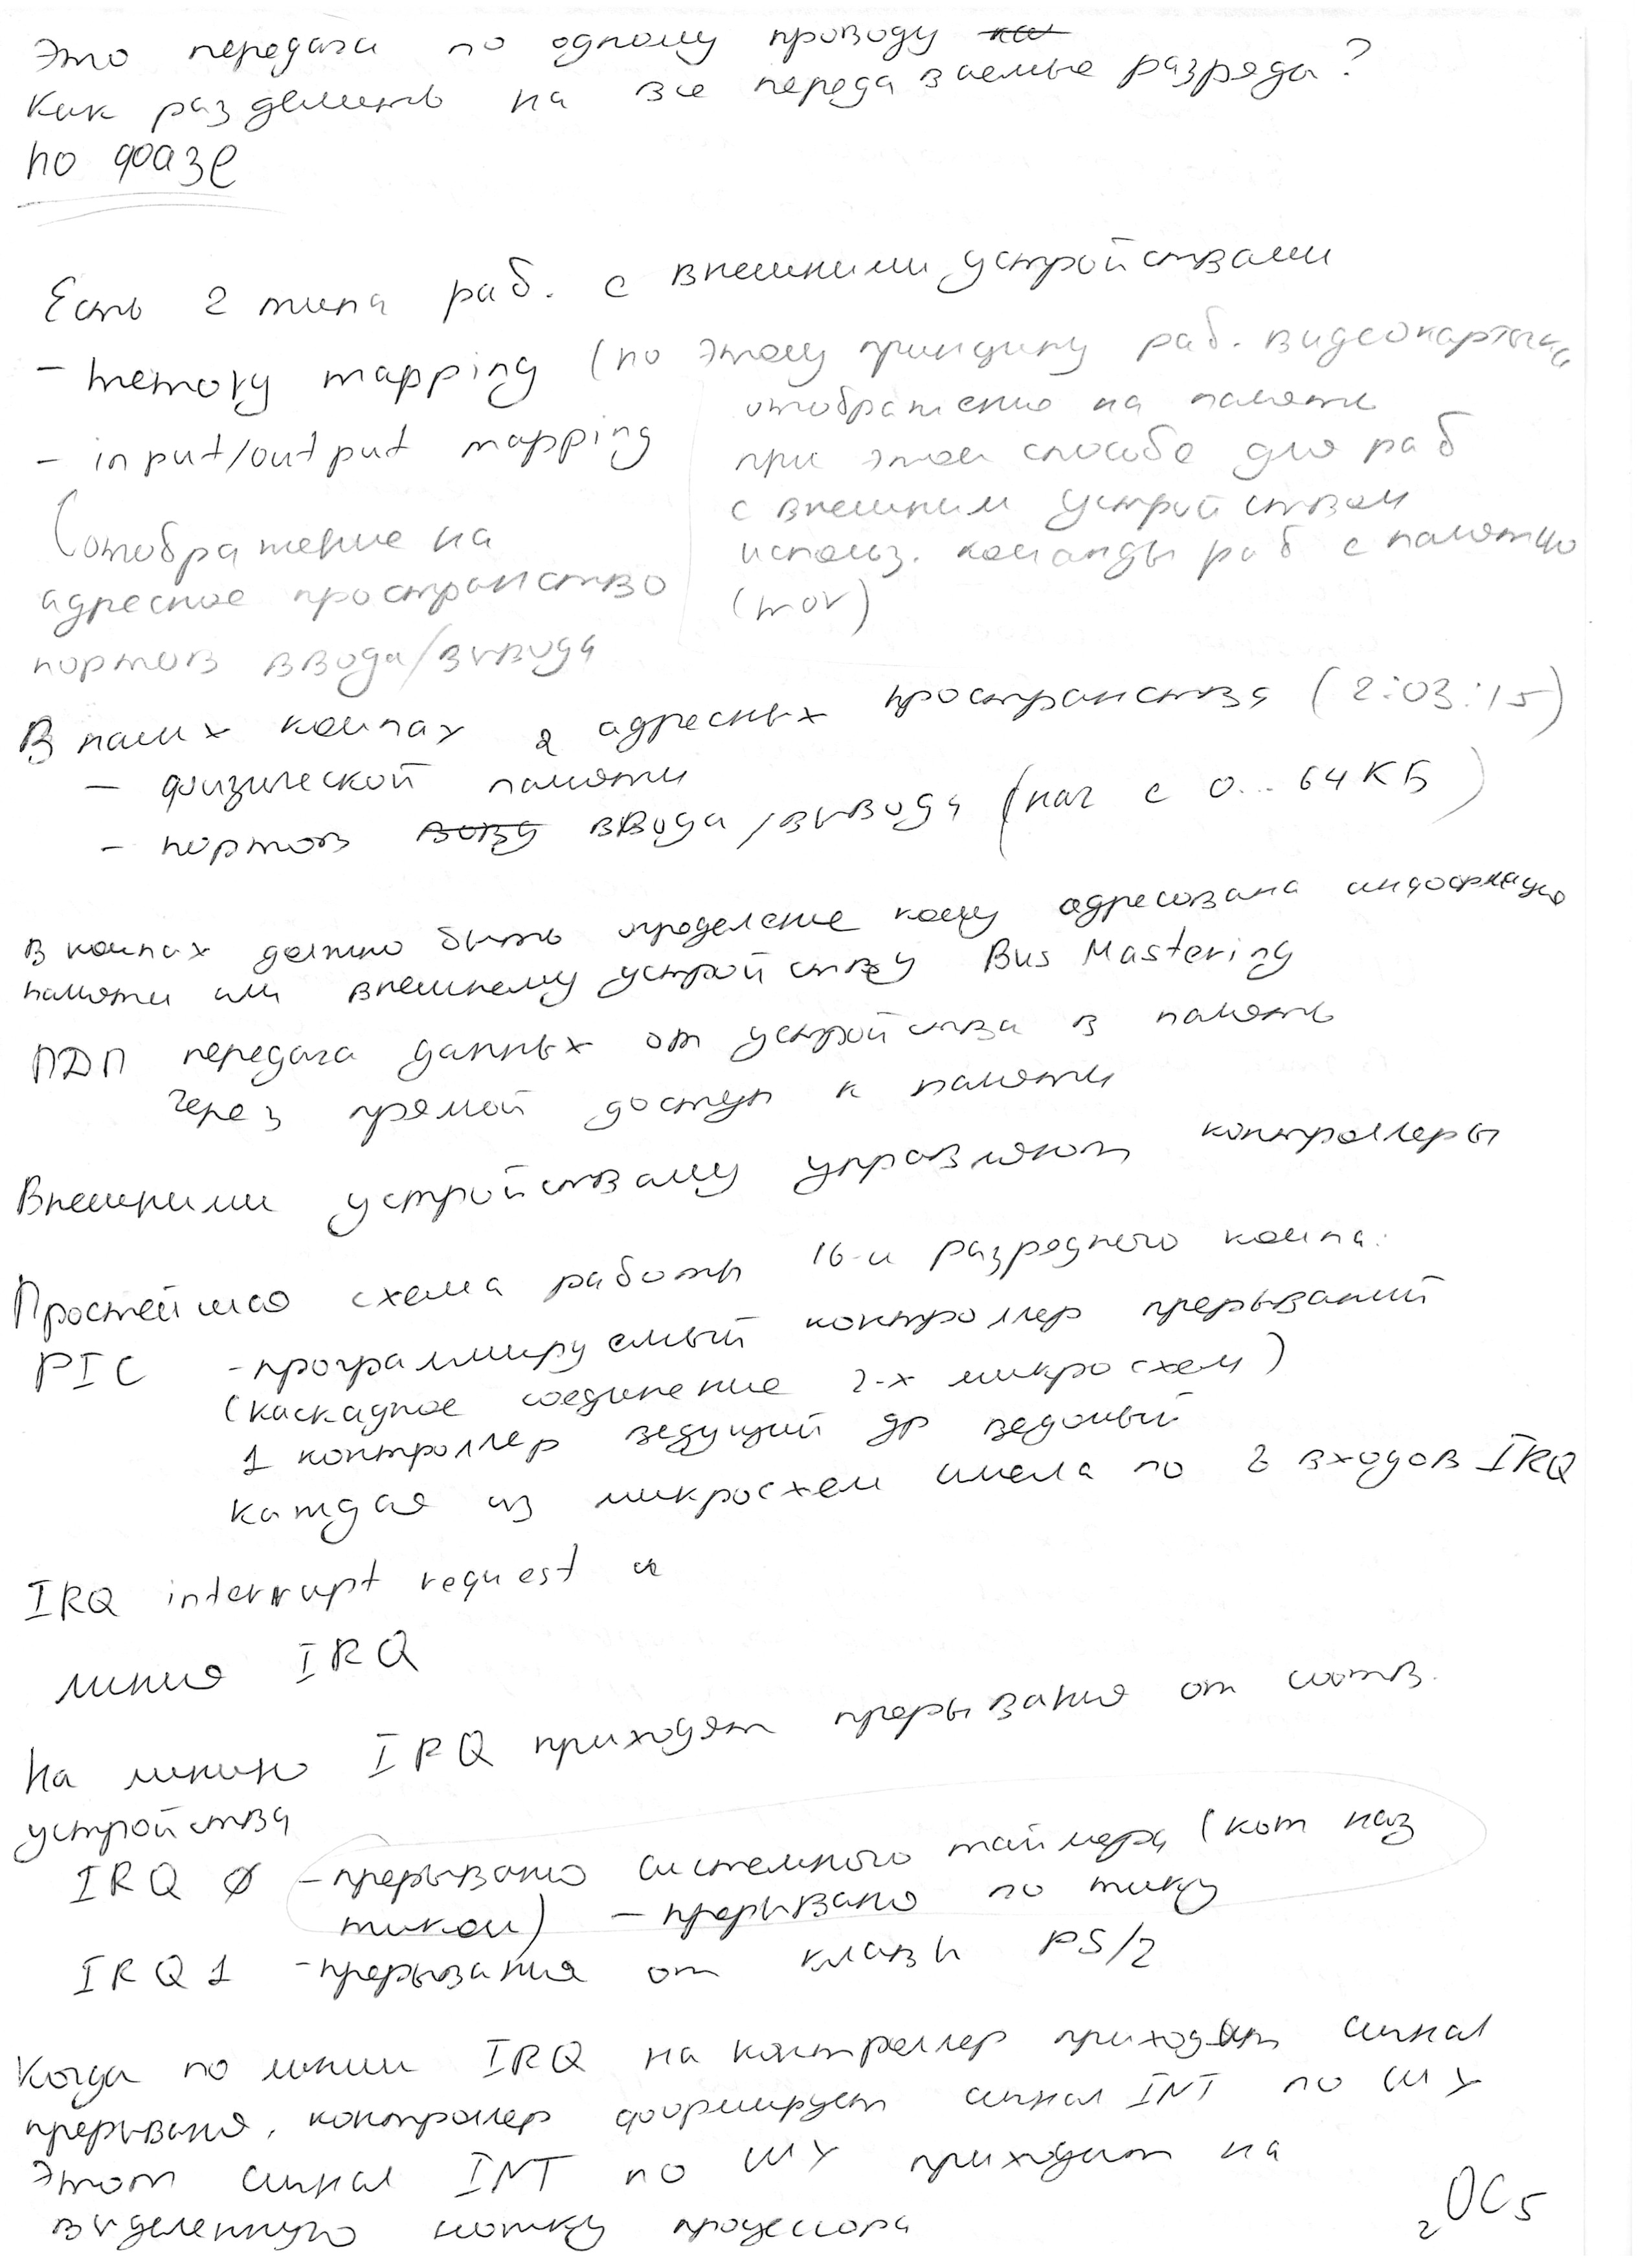 Это передача по одному проводу
Как разделить на все передаваемые разряды?
по фазе
Есть 2 типа раб. с внешними устройствами
- memory mapping (по этому принципу раб. видеокарты
отображение на память
- input/output mapping
при этом способе для раб
с внешним устройством
(отображение на
использ. команды раб с памятью
адресное пространство
(mov)
портов ввода/вывода
В наших компах 2 адресных пространства (2:03:15)
- физической памяти
- портов ввода/вывода (нач с 0... 64КБ)
в компах должно быть определение кому адресована информация
памяти или внешнему устройству Bus Mastering
ПДП передача данных от устройства в память
через прямой доступ к памяти
Внешними устройствами управляют контроллеры
Простейшая схема работы 16-и разрядного компа:
PIC - программируемый контроллер прерываний
(каскадное соединение 2-х микросхем)
1 контроллер ведущий др ведомый
каждая из микросхем имела по 8 входов IRQ
IRQ interrupt request
линия IRQ
На линию IRQ приходят прерывания от соотв.
устройства
IRQ 0 - прерывание системного таймера (кот наз
тиком) - прерывание по тику
IRQ 1 - прерывания от клавы PS/2
Когда по линии IRQ на контроллер приходит сигнал
прерывания, контроллер формирует сигнал INT по ШУ
Этот сигнал INT по ШУ приходит на
выделенную ножку процессора
2 ОС 5